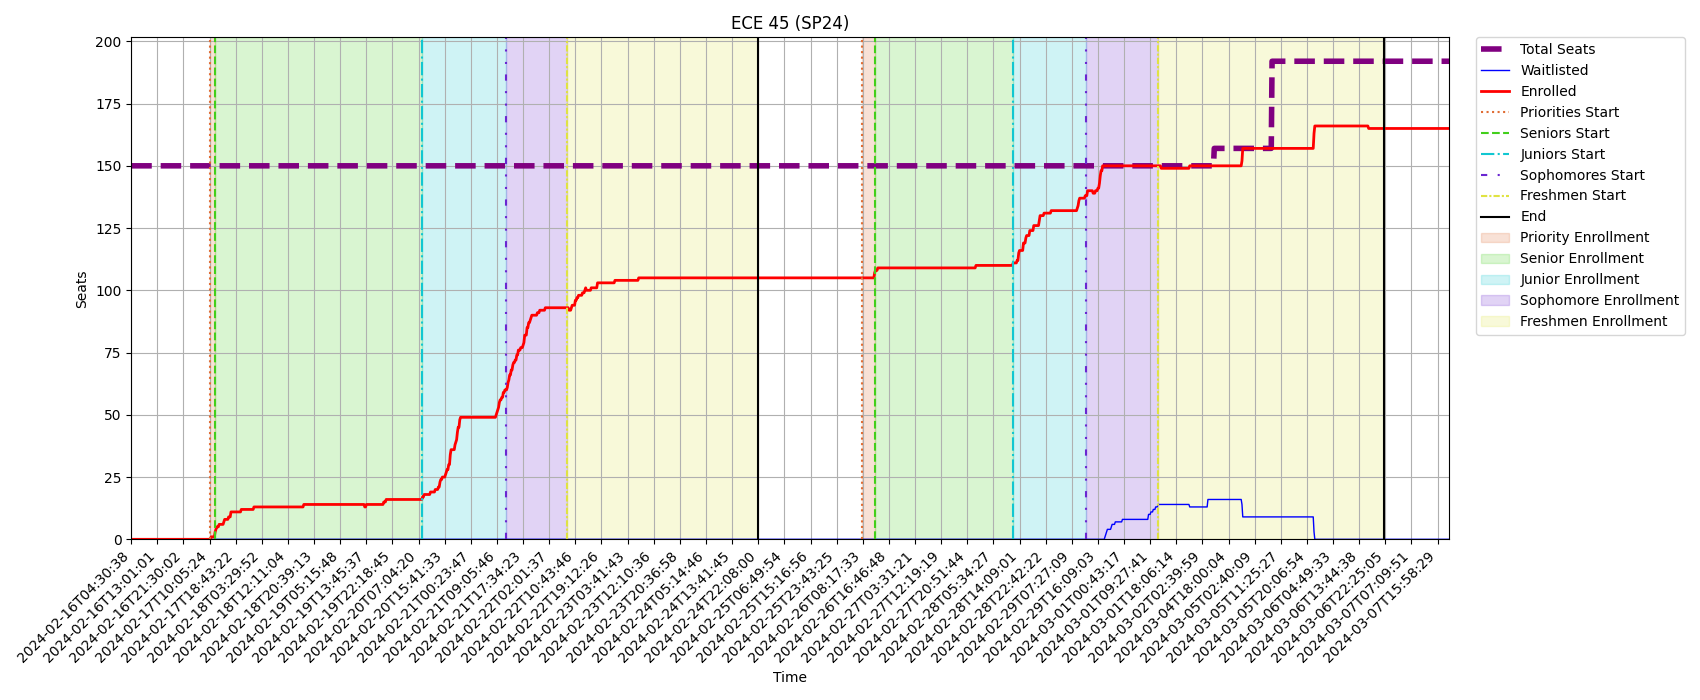 ECE 45 (SP24)
200
175
150
125
100
75
50
25
0
Seats
2024-02-16T04:30:38
2024-02-16T13:01:01
2024-02-16T21:30:02
2024-02-17T10:05:24
2024-02-17T18:43:22
2024-02-18T03:29:52
2024-02-18T12:11:04
2024-02-18T20:39:13
2024-02-19T05:15:48
2024-02-19T13:45:37
2024-02-19T22:18:45
2024-02-20T07:04:20
2024-02-20T15:41:33
2024-02-21T00:23:47
2024-02-21T09:05:46
2024-02-21T17:34:23
2024-02-22T02:01:37
2024-02-22T10:43:46
2024-02-22T19:12:26
2024-02-23T03:41:43
2024-02-23T12:10:36
2024-02-23T20:36:58
2024-02-24T05:14:46
2024-02-24T13:41:45
2024-02-24T22:08:00
2024-02-25T06:49:54
2024-02-25T15:16:56
2024-02-25T23:43:25
2024-02-26T08:17:33
2024-02-26T16:46:48
2024-02-27T03:31:21
2024-02-27T12:19:19
2024-02-27T20:51:44
2024-02-28T05:34:27
2024-02-28T14:09:01
2024-02-28T22:42:22
2024-02-29T07:27:09
2024-02-29T16:09:03
2024-03-01T00:43:17
2024-03-01T09:27:41
2024-03-01T18:06:14
2024-03-02T02:39:59
2024-03-04T18:00:04
2024-03-05T02:40:09
2024-03-05T11:25:27
2024-03-05T20:06:54
2024-03-06T04:49:33
2024-03-06T13:44:38
2024-03-06T22:25:05
2024-03-07T07:09:51
2024-03-07T15:58:29
Time
Total Seats
Waitlisted
Enrolled
Priorities Start
Seniors Start
Juniors Start
Sophomores Start
Freshmen Start
End
Priority Enrollment
Senior Enrollment
Junior Enrollment
Sophomore Enrollment
Freshmen Enrollment